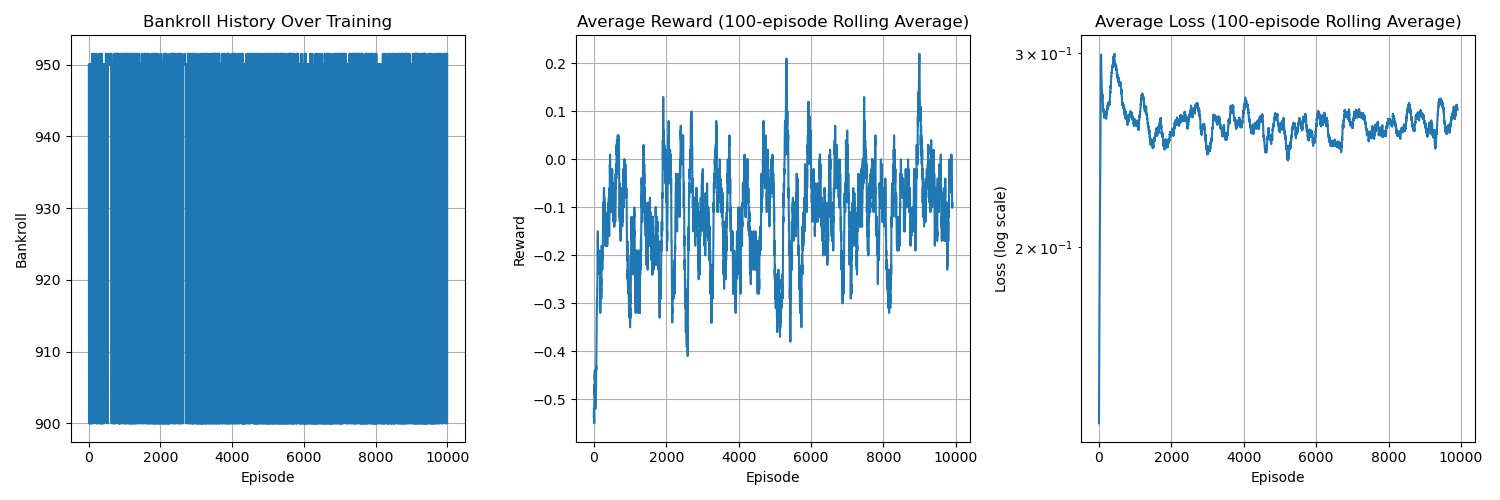 Bankroll History Over Training
950
940
930
920
910
900
Bankroll
0
2000
4000
6000
8000
10000
Episode
Average Reward (100-episode Rolling Average)
0.2
0.1
0.0
−0.1
−0.2
−0.3
−0.4
−0.5
Reward
0
2000
4000
6000
8000
10000
Episode
Average Loss (100-episode Rolling Average)
3 × 10⁻¹
2 × 10⁻¹
Loss (log scale)
0
2000
4000
6000
8000
10000
Episode